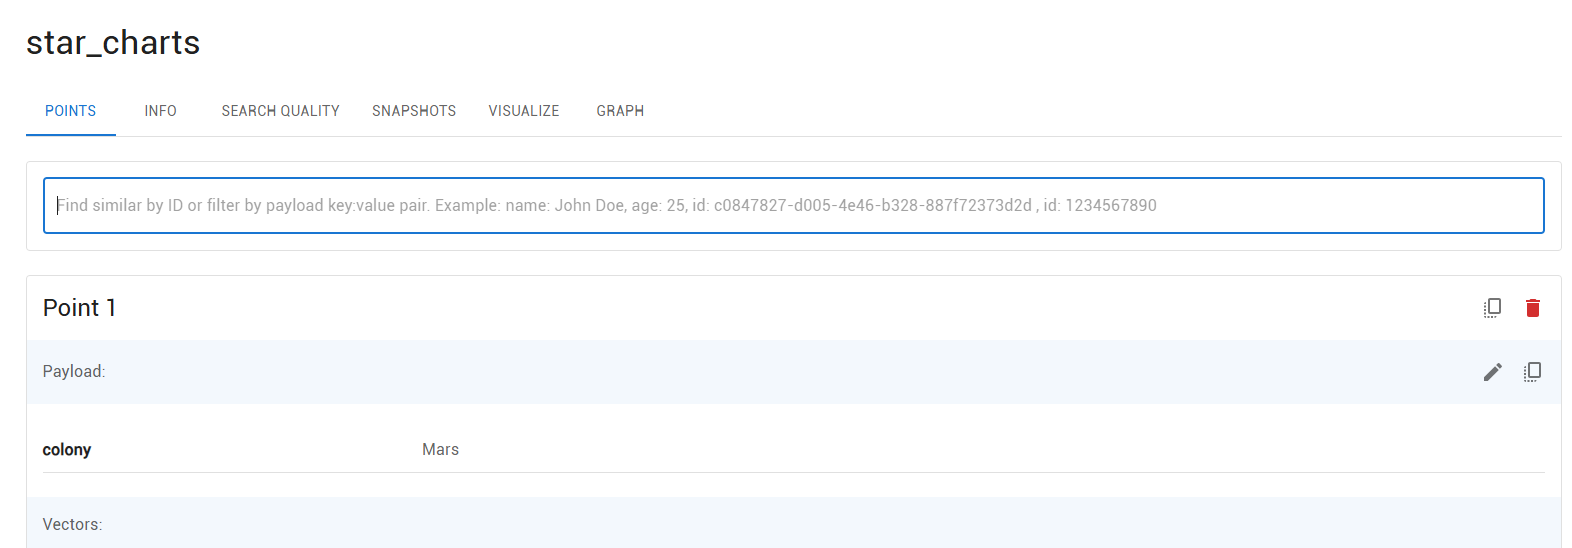 star_charts
POINTS INFO SEARCH QUALITY SNAPSHOTS VISUALIZE GRAPH
Find similar by ID or filter by payload key:value pair. Example: name: John Doe, age: 25, id: c0847827-d005-4e46-b328-887f72373d2d , id: 1234567890
Point 1
Payload:
colony Mars
Vectors: